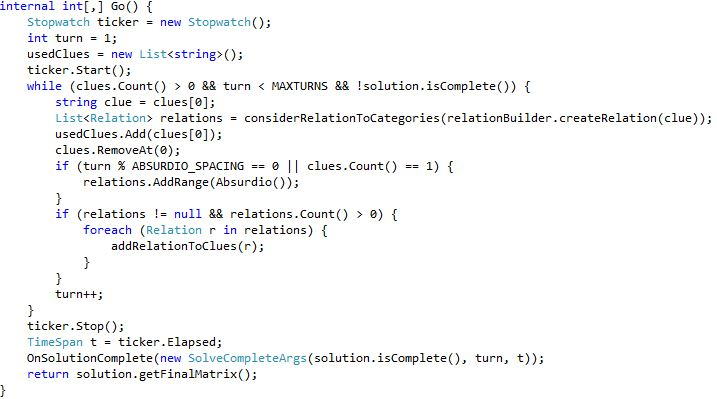 internal int[,] Go() {
    Stopwatch ticker = new Stopwatch();
    int turn = 1;
    usedClues = new List<string>();
    ticker.Start();
    while (clues.Count() > 0 && turn < MAXTURNS && !solution.isComplete()) {
        string clue = clues[0];
        List<Relation> relations = considerRelationToCategories(relationBuilder.createRelation(clue));
        usedClues.Add(clues[0]);
        clues.RemoveAt(0);
        if (turn % ABSURDIO_SPACING == 0 || clues.Count() == 1) {
            relations.AddRange(Absurdio());
        }
        if (relations != null && relations.Count() > 0) {
            foreach (Relation r in relations) {
                addRelationToClues(r);
            }
        }
        turn++;
    }
    ticker.Stop();
    TimeSpan t = ticker.Elapsed;
    OnSolutionComplete(new SolveCompleteArgs(solution.isComplete(), turn, t));
    return solution.getFinalMatrix();
}